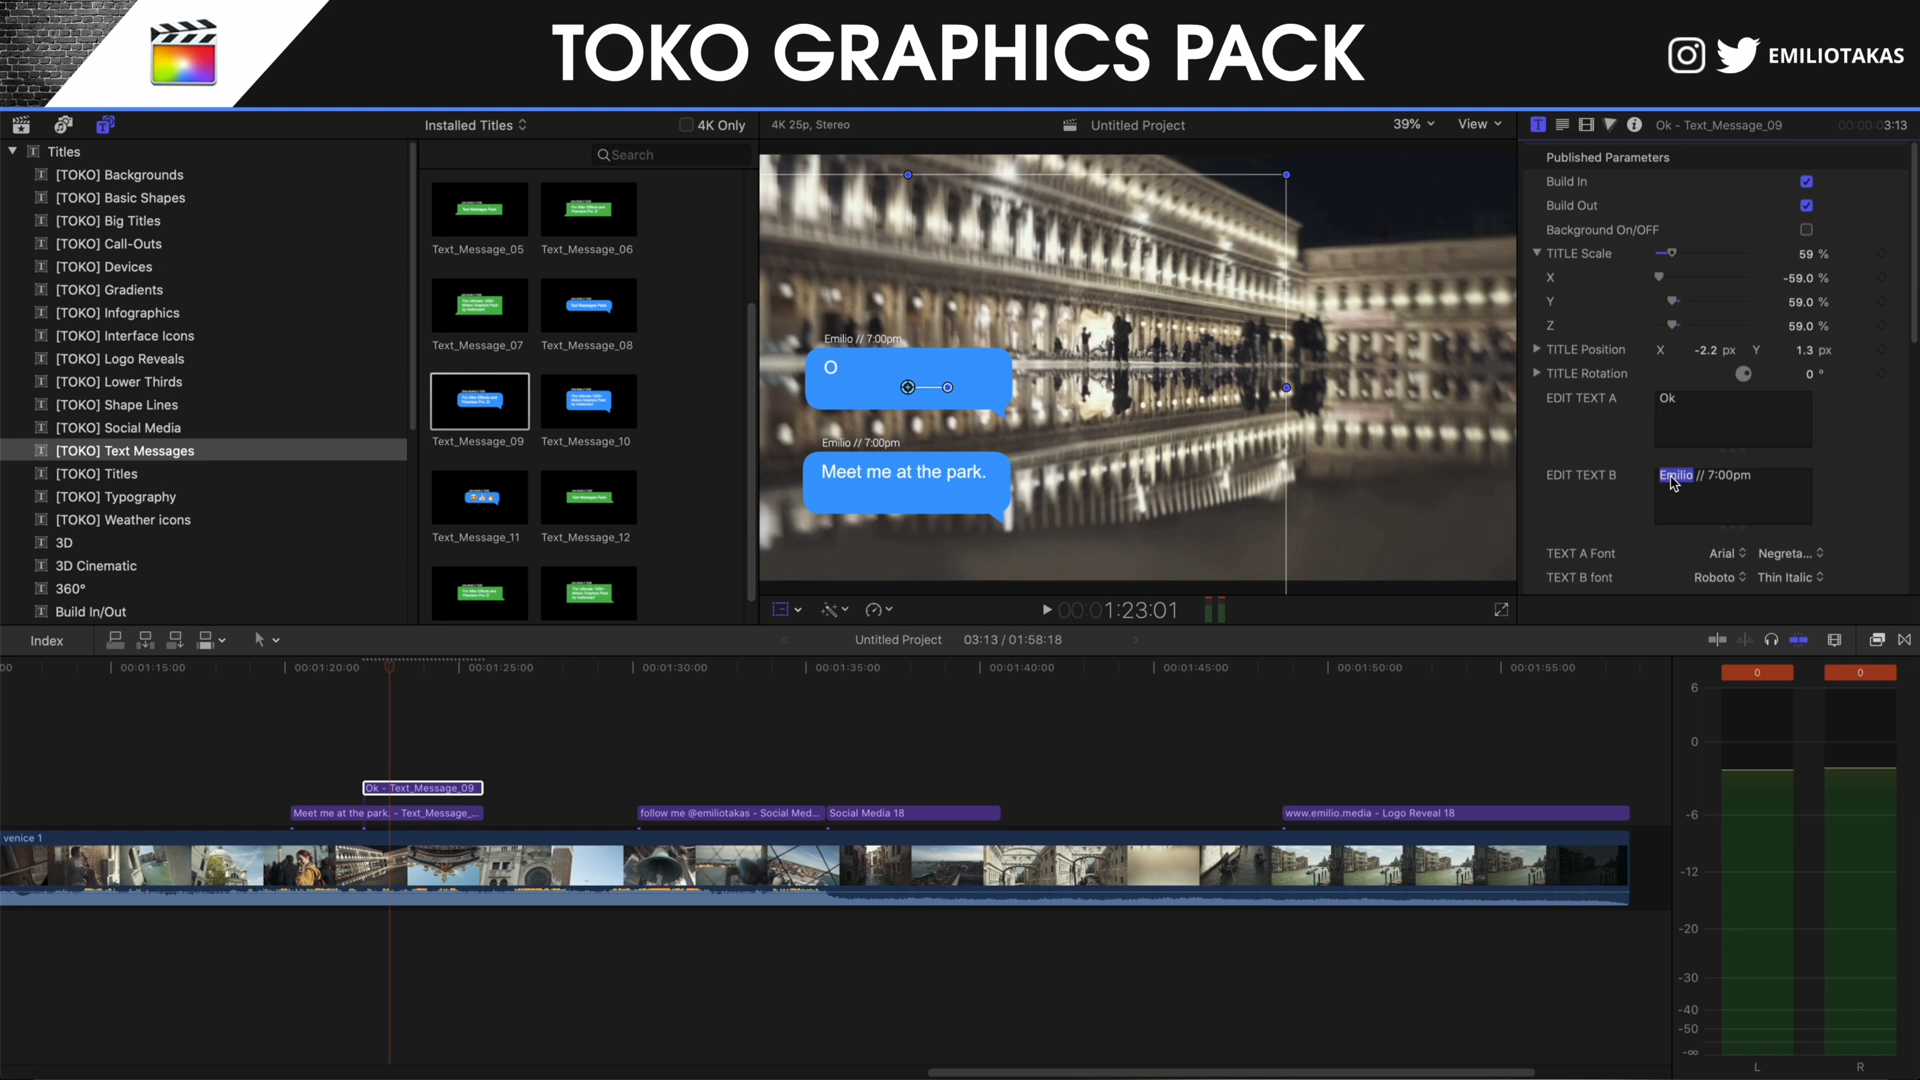 TOKO GRAPHICS PACK
EMILIOTAKAS
Installed Titles
4K Only
4K 25p, Stereo
Untitled Project
39%
View
Ok - Text_Message_09
00:00:03:13
Titles
[TOKO] Backgrounds
[TOKO] Basic Shapes
[TOKO] Big Titles
[TOKO] Call-Outs
[TOKO] Devices
[TOKO] Gradients
[TOKO] Infographics
[TOKO] Interface Icons
[TOKO] Logo Reveals
[TOKO] Lower Thirds
[TOKO] Shape Lines
[TOKO] Social Media
[TOKO] Text Messages
[TOKO] Titles
[TOKO] Typography
[TOKO] Weather icons
3D
3D Cinematic
360°
Build In/Out
Search
Text_Message_05
Text_Message_06
Text_Message_07
Text_Message_08
Text_Message_09
Text_Message_10
Text_Message_11
Text_Message_12
Emilio // 7:00pm
O
Emilio // 7:00pm
Meet me at the park.
00:00:1:23:01
Published Parameters
Build In
Build Out
Background On/OFF
TITLE Scale 59 %
X -59.0 %
Y 59.0 %
Z 59.0 %
TITLE Position X -2.2 px Y 1.3 px
TITLE Rotation 0 °
EDIT TEXT A Ok
EDIT TEXT B Emilio // 7:00pm
TEXT A Font Arial Negreta...
TEXT B font Roboto Thin Italic
Index
Untitled Project
03:13 / 01:58:18
00
00:01:15:00
00:01:20:00
00:01:25:00
00:01:30:00
00:01:35:00
00:01:40:00
00:01:45:00
00:01:50:00
00:01:55:00
Ok - Text_Message_09
Meet me at the park. - Text_Message_...
follow me @emiliotakas - Social Med...
Social Media 18
www.emilio.media - Logo Reveal 18
venice 1
0 0
6
0
-6
-12
-20
-30
-40
-50
-∞
L R